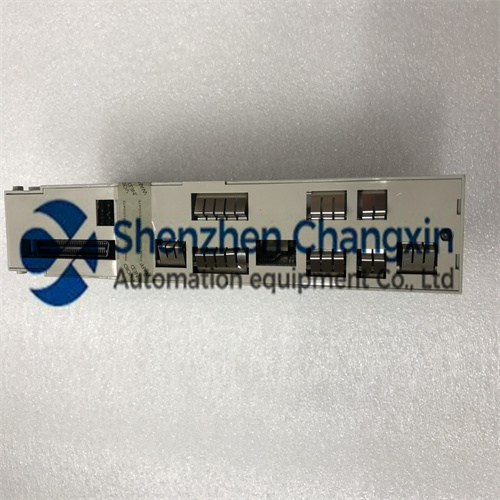 Shenzhen Changxin
Automation equipment Co., Ltd